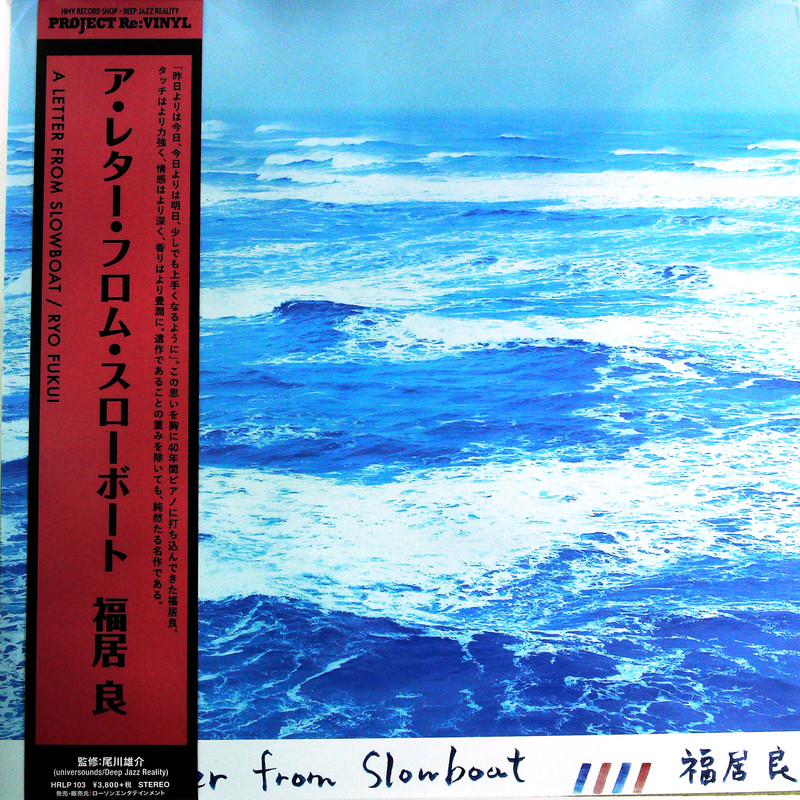 HMV RECORD SHOP × DEEP JAZZ REALITY
PROJECT Re:VINYL
「昨日よりは今日、今日よりは明日、少しでも上手くなるように」。この思いを胸に40年間ピアノに打ち込んできた福居良。
タッチはより力強く、情感はより深く、香りはより豊潤に。遺作であることの重みを除いても、純然たる名作である。
ア・レター・フロム・スローボート 福居 良
A LETTER FROM SLOWBOAT / RYO FUKUI
監修:尾川雄介
(universounds/Deep Jazz Reality)
HRLP 103 ¥3,800+税 STEREO
発売・販売元:ローソンエンタテインメント
er from Slowboat 福居 良